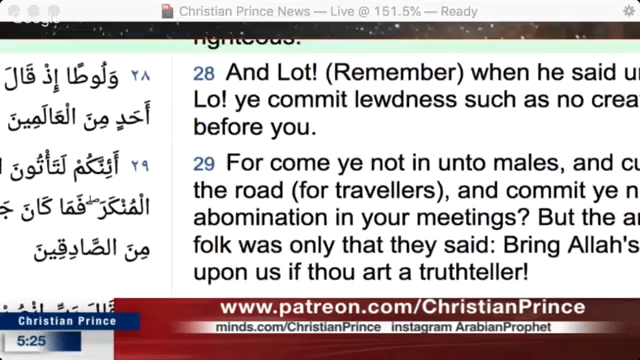 Christian Prince News — Live @ 151.5% — Ready
righteous.
وَلُوطًا إِذْ قَالَ ٢٨
أَحَدٍ مِنَ الْعَالَمِينَ
28 And Lot! (Remember) when he said
Lo! ye commit lewdness such as no
before you.
أَئِنَّكُمْ لَتَأْتُونَ ٢٩
الْمُنْكَرَ ۖ فَمَا كَانَ
مِنَ الصَّادِقِينَ
29 For come ye not in unto males, and
the road (for travellers), and commit ye
abomination in your meetings? But the
folk was only that they said: Bring Allah's
upon us if thou art a truthteller!
www.patreon.com/ChristianPrince
Christian Prince
minds.com/ChristianPrince instagram ArabianProphet
5:25